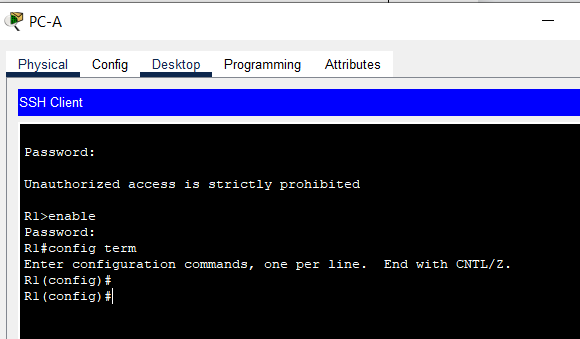 PC-A
Physical Config Desktop Programming Attributes
SSH Client
Password:
Unauthorized access is strictly prohibited
R1>enable
Password:
R1#config term
Enter configuration commands, one per line.  End with CNTL/Z.
R1(config)#
R1(config)#